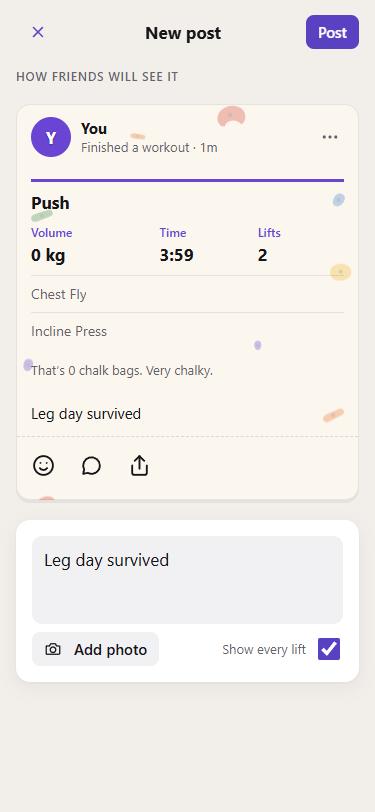 New post
Post
HOW FRIENDS WILL SEE IT
Y
You
Finished a workout · 1m
Push
Volume Time Lifts
0 kg 3:59 2
Chest Fly
Incline Press
That's 0 chalk bags. Very chalky.
Leg day survived
Leg day survived
Add photo
Show every lift